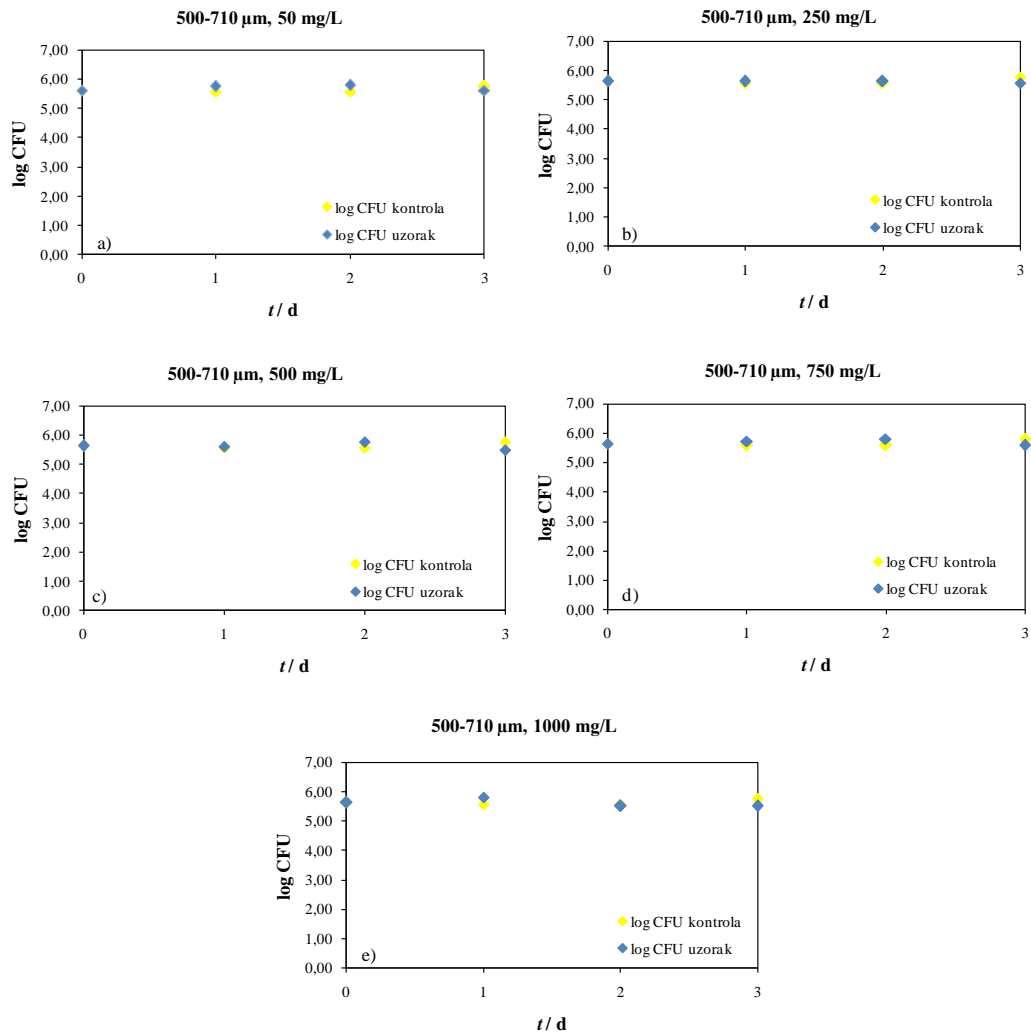 500-710 µm, 50 mg/L
7,00
6,00
5,00
4,00
3,00
2,00
1,00
0,00
log CFU
log CFU kontrola
log CFU uzorak
a)
0 1 2 3
t / d
500-710 µm, 250 mg/L
7,00
6,00
5,00
4,00
3,00
2,00
1,00
0,00
log CFU
log CFU kontrola
log CFU uzorak
b)
0 1 2 3
t / d
500-710 µm, 500 mg/L
7,00
6,00
5,00
4,00
3,00
2,00
1,00
0,00
log CFU
log CFU kontrola
log CFU uzorak
c)
0 1 2 3
t / d
500-710 µm, 750 mg/L
7,00
6,00
5,00
4,00
3,00
2,00
1,00
0,00
log CFU
log CFU kontrola
log CFU uzorak
d)
0 1 2 3
t / d
500-710 µm, 1000 mg/L
7,00
6,00
5,00
4,00
3,00
2,00
1,00
0,00
log CFU
log CFU kontrola
log CFU uzorak
e)
0 1 2 3
t / d